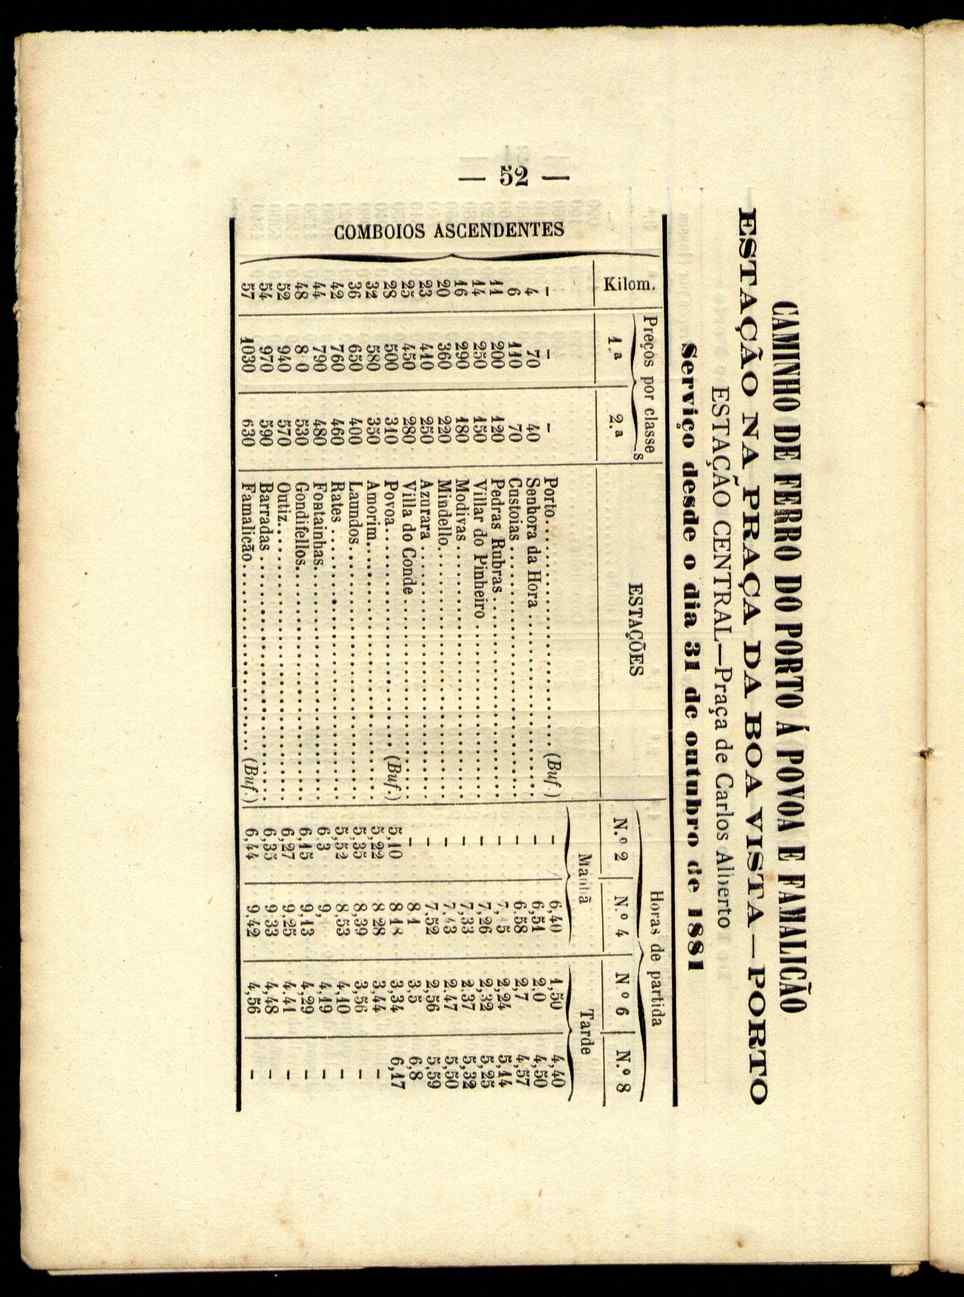 — 52 —
CAMINHO DE FERRO DO PORTO Á POVOA E FAMALICÃO
ESTAÇÃO NA PRAÇA DA BOA VISTA—PORTO
ESTAÇÃO CENTRAL—Praça de Carlos Alberto
Serviço desde o dia 31 de outubro de 1881
COMBOIOS ASCENDENTES
Kilom. Preços por classes ESTAÇÕES Horas de partida
1.ª 2.ª N.º 2 N.º 4 N º 6 N.º 8
Manhã Tarde
– – – Porto (Buf.) – 6,40 1,50 4,40
4 70 40 Senhora da Hora – 6,51 2,0 4,50
6 110 70 Custoias – 6.58 2,7 4,57
11 200 120 Pedras Rubras – 2,24 5,14
14 250 150 Villar do Pinheiro – 7,26 2,32 5,25
16 290 180 Modivas – 7,33 2.37 5,32
20 360 220 Mindello – 2.47 5,50
23 410 250 Azurara – 7.52 2,56 5,59
25 450 280 Villa do Conde – 8 1 3,5 6,8
28 500 310 Povoa (Buf.) 5,10 8 18 3,34 6,17
32 580 350 Amorim 5,22 8 28 3,44 –
36 650 400 Laundos 5,35 8,39 3,56 –
42 760 460 Rates 5,52 8.53 4,10 –
44 790 480 Fontainhas 6,3 4,19 –
48 8 0 530 Gondifellos 6,15 9,13 4,29 –
52 940 570 Outiz 6,27 9.25 4.41 –
54 970 590 Barradas 6,35 9.33 4,48 –
57 1030 630 Famalicão (Buf.) 6,44 9,42 4,56 –